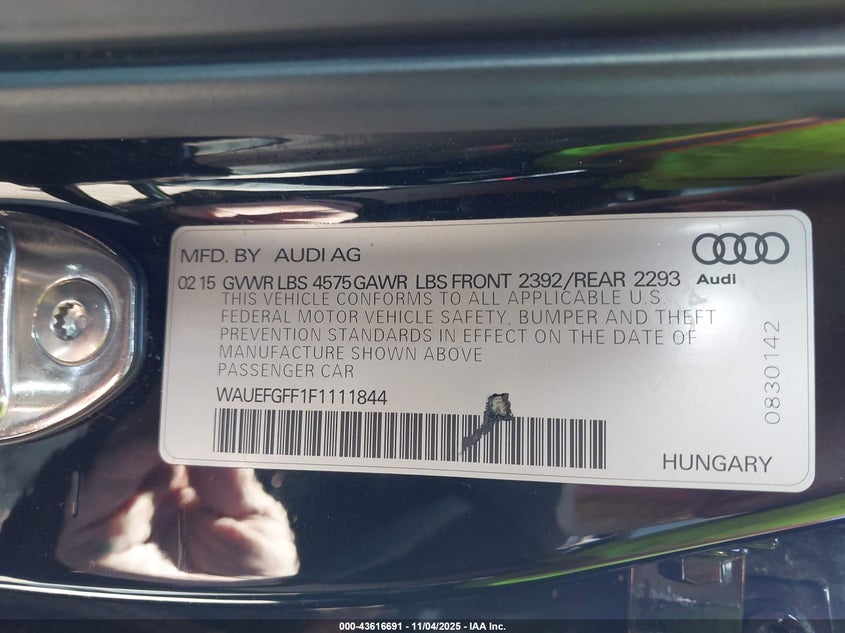 MFD. BY AUDI AG
02 15 GVWR LBS 4575 GAWR LBS FRONT 2392/REAR 2293
Audi
THIS VEHICLE CONFORMS TO ALL APPLICABLE U.S.
FEDERAL MOTOR VEHICLE SAFETY, BUMPER AND THEFT
PREVENTION STANDARDS IN EFFECT ON THE DATE OF
MANUFACTURE SHOWN ABOVE
PASSENGER CAR
WAUEFGFF1F1111844
0830142
HUNGARY
000-43616691 - 11/04/2025 - IAA Inc.